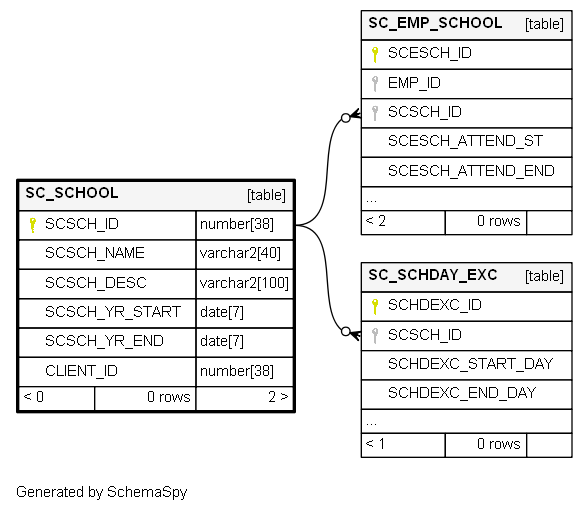 SC_EMP_SCHOOL [table]
SCESCH_ID
EMP_ID
SCSCH_ID
SCESCH_ATTEND_ST
SCESCH_ATTEND_END
...
< 2 0 rows
SC_SCHOOL [table]
SCSCH_ID number[38]
SCSCH_NAME varchar2[40]
SCSCH_DESC varchar2[100]
SCSCH_YR_START date[7]
SCSCH_YR_END date[7]
CLIENT_ID number[38]
< 0 0 rows 2 >
SC_SCHDAY_EXC [table]
SCHDEXC_ID
SCSCH_ID
SCHDEXC_START_DAY
SCHDEXC_END_DAY
...
< 1 0 rows
Generated by SchemaSpy